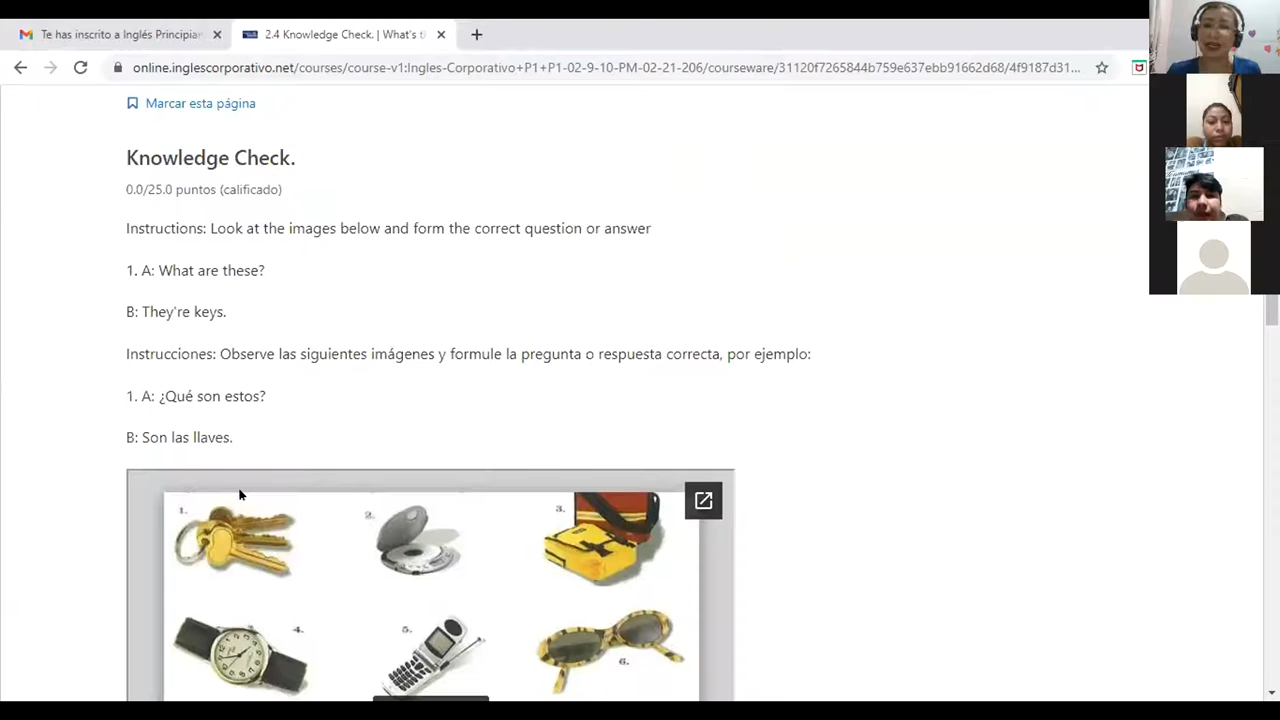 Te has inscrito a Inglés Principian
2.4 Knowledge Check. | What's t
online.inglescorporativo.net/courses/course-v1:Ingles-Corporativo+P1+P1-02-9-10-PM-02-21-206/courseware/31120f7265844b759e637ebb91662d68/4f9187d31...
Marcar esta página
Knowledge Check.
0.0/25.0 puntos (calificado)
Instructions: Look at the images below and form the correct question or answer
1. A: What are these?
B: They're keys.
Instrucciones: Observe las siguientes imágenes y formule la pregunta o respuesta correcta, por ejemplo:
1. A: ¿Qué son estos?
B: Son las llaves.
1. 2. 3.
4. 5. 6.